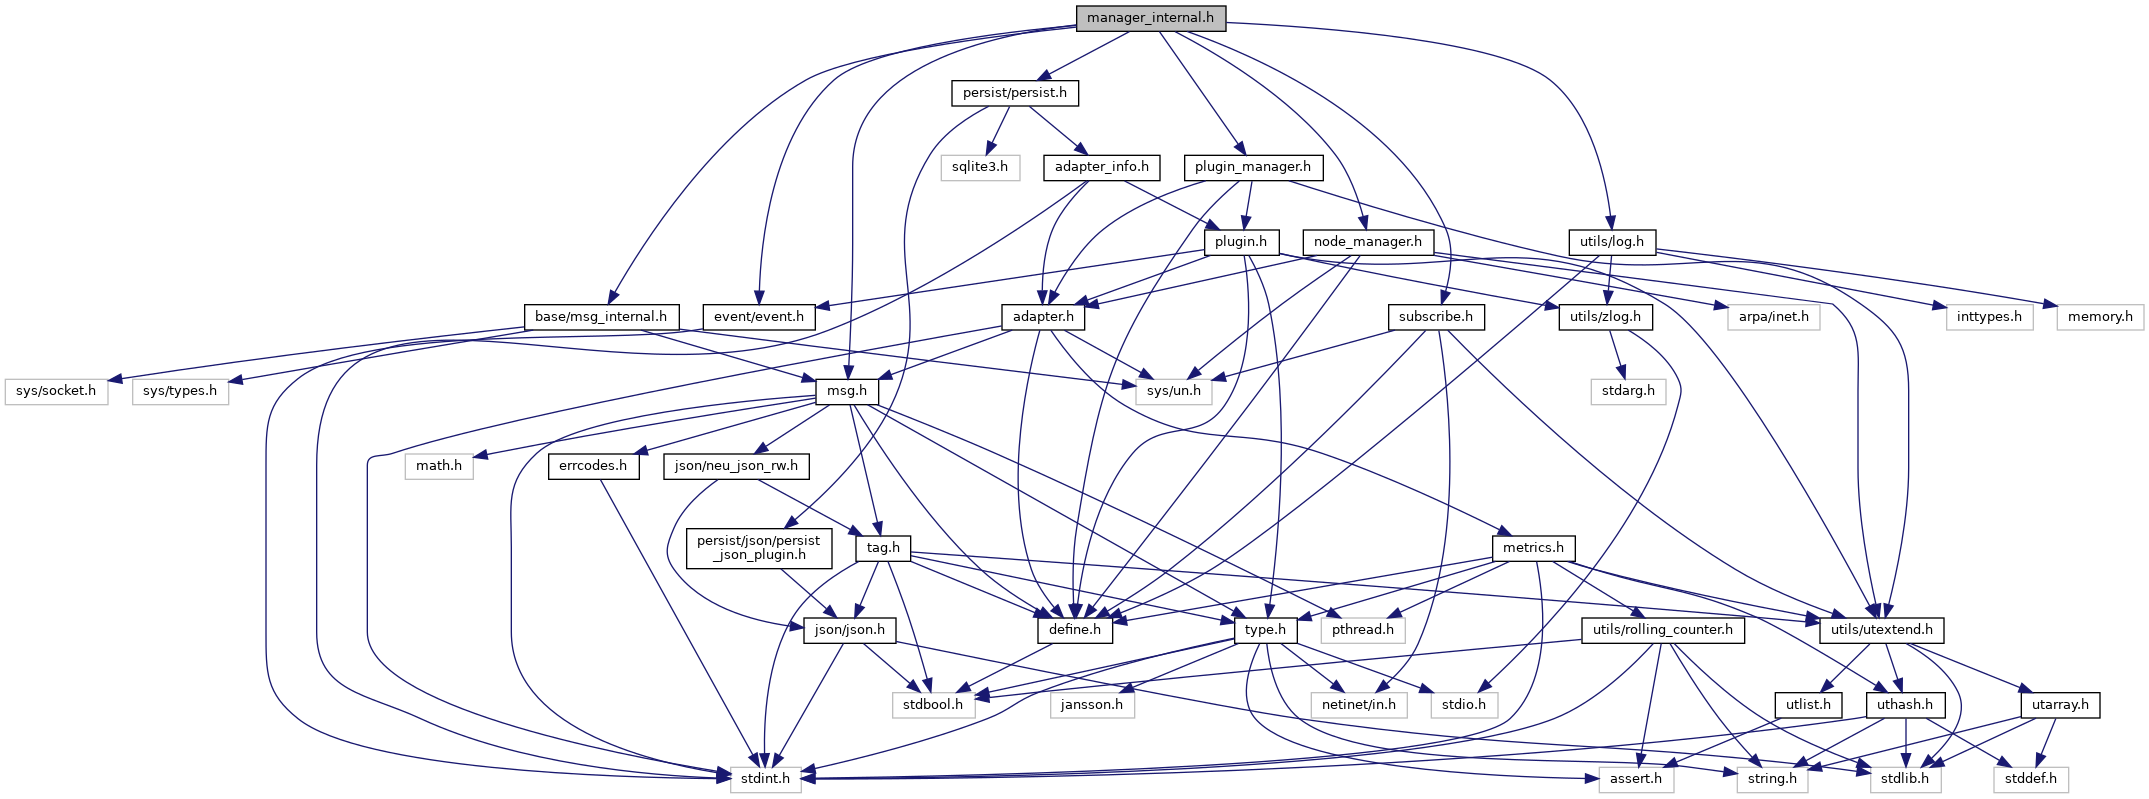 manager_internal.h
persist/persist.h
sqlite3.h
adapter_info.h
plugin_manager.h
plugin.h
node_manager.h
utils/log.h
base/msg_internal.h
event/event.h
adapter.h
subscribe.h
utils/zlog.h
arpa/inet.h
inttypes.h
memory.h
sys/socket.h
sys/types.h
msg.h
sys/un.h
stdarg.h
math.h
errcodes.h
json/neu_json_rw.h
persist/json/persist
_json_plugin.h
tag.h
metrics.h
json/json.h
define.h
type.h
pthread.h
utils/rolling_counter.h
utils/utextend.h
stdbool.h
jansson.h
netinet/in.h
stdio.h
utlist.h
uthash.h
utarray.h
stdint.h
assert.h
string.h
stdlib.h
stddef.h